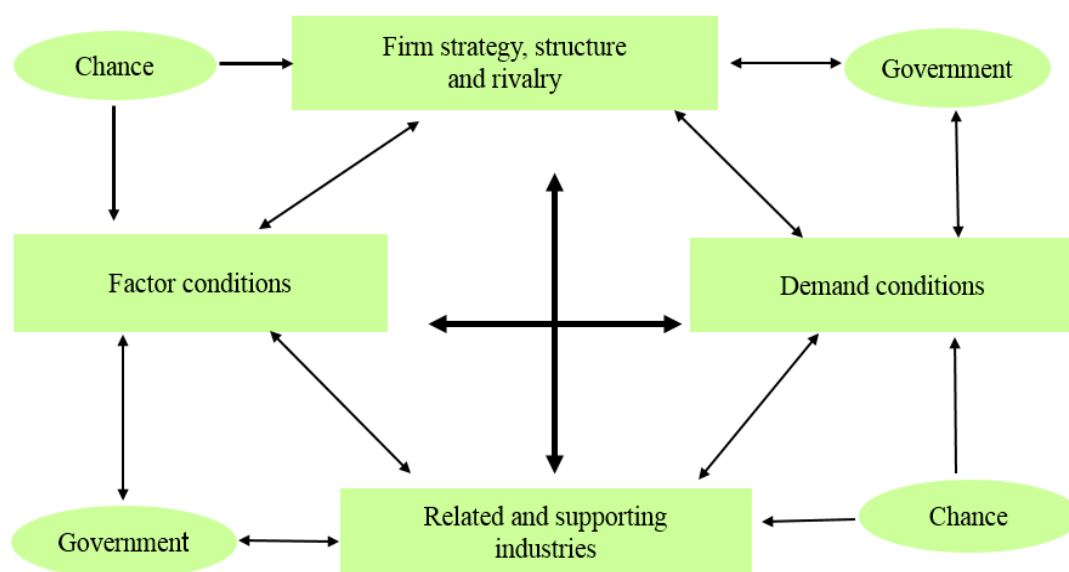 Chance
Firm strategy, structure
and rivalry
Government
Factor conditions
Demand conditions
Government
Related and supporting
industries
Chance